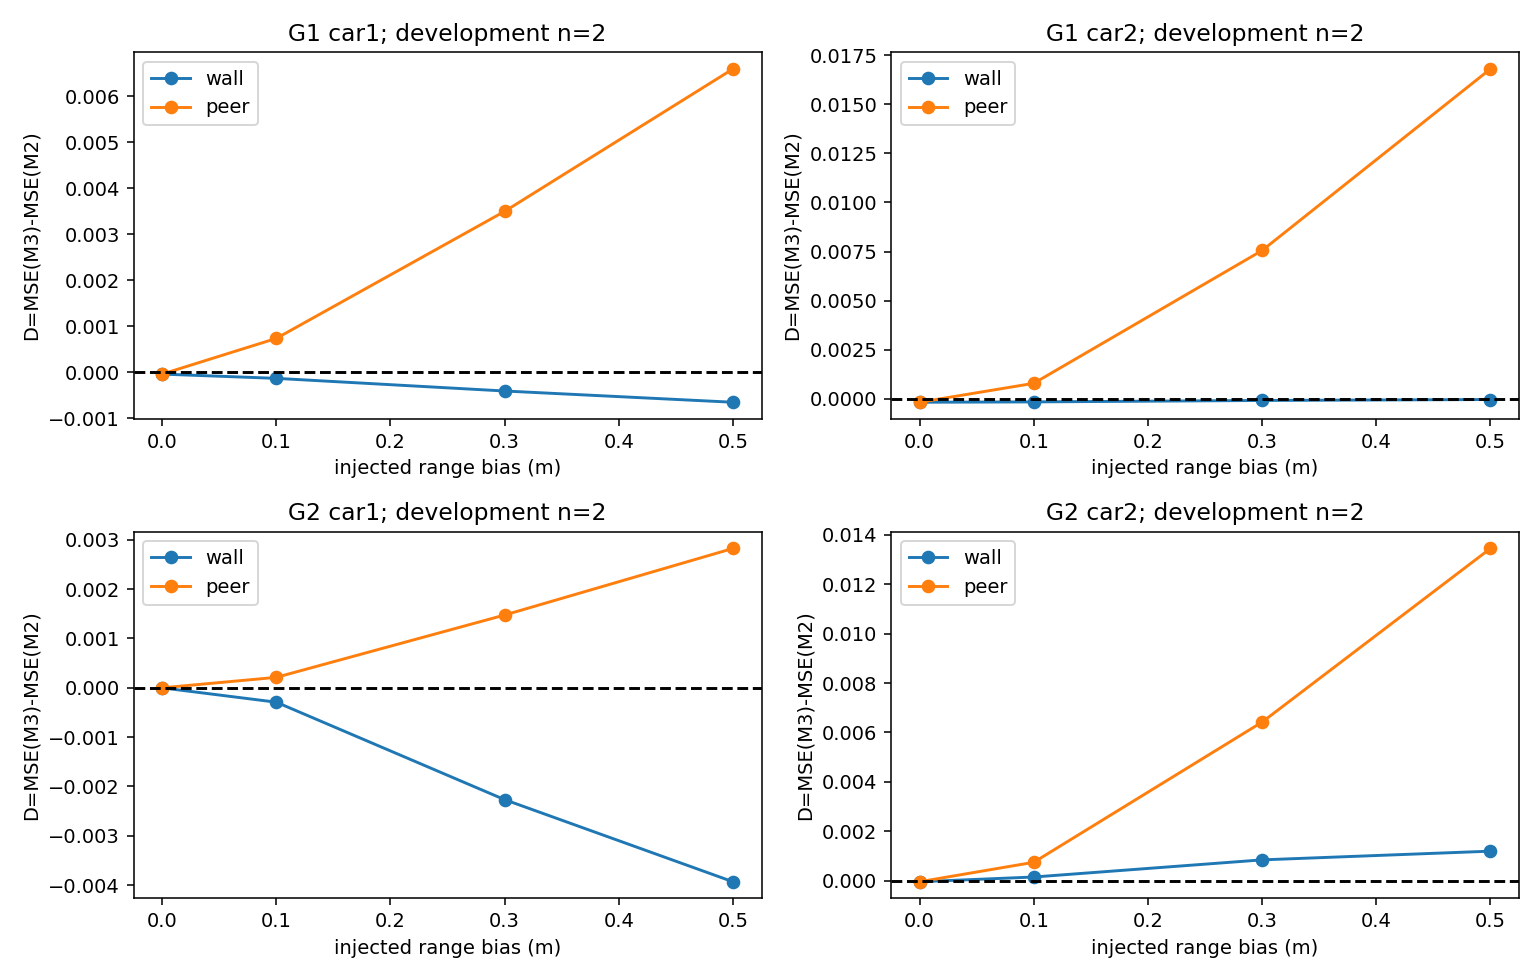 G1 car1; development n=2
wall
peer
D=MSE(M3)-MSE(M2)
0.006
0.005
0.004
0.003
0.002
0.001
0.000
−0.001
0.0 0.1 0.2 0.3 0.4 0.5
injected range bias (m)
G1 car2; development n=2
wall
peer
D=MSE(M3)-MSE(M2)
0.0175
0.0150
0.0125
0.0100
0.0075
0.0050
0.0025
0.0000
0.0 0.1 0.2 0.3 0.4 0.5
injected range bias (m)
G2 car1; development n=2
wall
peer
D=MSE(M3)-MSE(M2)
0.003
0.002
0.001
0.000
−0.001
−0.002
−0.003
−0.004
0.0 0.1 0.2 0.3 0.4 0.5
injected range bias (m)
G2 car2; development n=2
wall
peer
D=MSE(M3)-MSE(M2)
0.014
0.012
0.010
0.008
0.006
0.004
0.002
0.000
0.0 0.1 0.2 0.3 0.4 0.5
injected range bias (m)